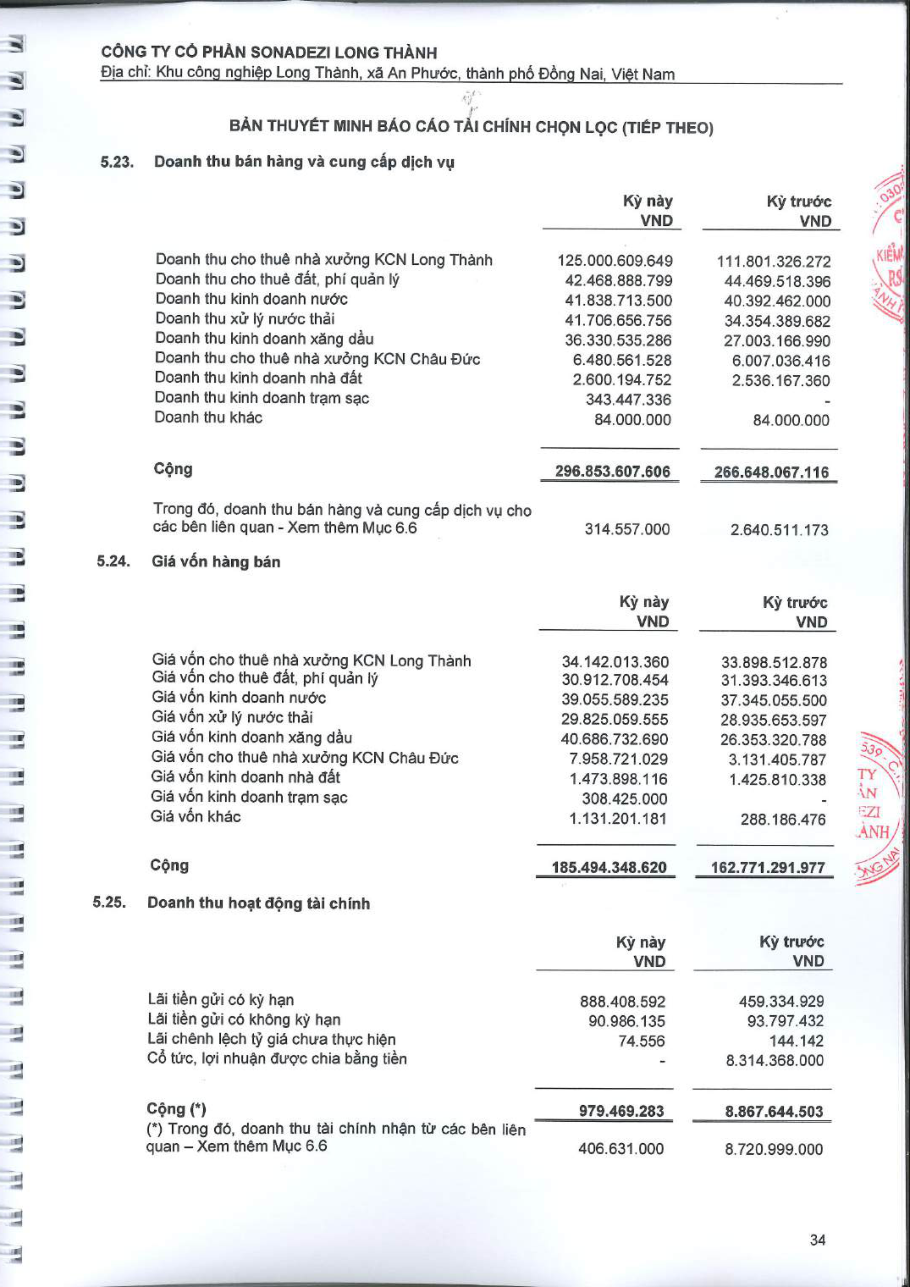 CÔNG TY CỔ PHẦN SONADEZI LONG THÀNH
Địa chỉ: Khu công nghiệp Long Thành, xã An Phước, thành phố Đồng Nai, Việt Nam
BẢN THUYẾT MINH BÁO CÁO TÀI CHÍNH CHỌN LỌC (TIẾP THEO)
5.23. Doanh thu bán hàng và cung cấp dịch vụ
Kỳ này Kỳ trước
VND VND
Doanh thu cho thuê nhà xưởng KCN Long Thành 125.000.609.649 111.801.326.272
Doanh thu cho thuê đất, phí quản lý 42.468.888.799 44.469.518.396
Doanh thu kinh doanh nước 41.838.713.500 40.392.462.000
Doanh thu xử lý nước thải 41.706.656.756 34.354.389.682
Doanh thu kinh doanh xăng dầu 36.330.535.286 27.003.166.990
Doanh thu cho thuê nhà xưởng KCN Châu Đức 6.480.561.528 6.007.036.416
Doanh thu kinh doanh nhà đất 2.600.194.752 2.536.167.360
Doanh thu kinh doanh trạm sạc 343.447.336 -
Doanh thu khác 84.000.000 84.000.000
Cộng 296.853.607.606 266.648.067.116
Trong đó, doanh thu bán hàng và cung cấp dịch vụ cho
các bên liên quan - Xem thêm Mục 6.6 314.557.000 2.640.511.173
5.24. Giá vốn hàng bán
Kỳ này Kỳ trước
VND VND
Giá vốn cho thuê nhà xưởng KCN Long Thành 34.142.013.360 33.898.512.878
Giá vốn cho thuê đất, phí quản lý 30.912.708.454 31.393.346.613
Giá vốn kinh doanh nước 39.055.589.235 37.345.055.500
Giá vốn xử lý nước thải 29.825.059.555 28.935.653.597
Giá vốn kinh doanh xăng dầu 40.686.732.690 26.353.320.788
Giá vốn cho thuê nhà xưởng KCN Châu Đức 7.958.721.029 3.131.405.787
Giá vốn kinh doanh nhà đất 1.473.898.116 1.425.810.338
Giá vốn kinh doanh trạm sạc 308.425.000 -
Giá vốn khác 1.131.201.181 288.186.476
Cộng 185.494.348.620 162.771.291.977
5.25. Doanh thu hoạt động tài chính
Kỳ này Kỳ trước
VND VND
Lãi tiền gửi có kỳ hạn 888.408.592 459.334.929
Lãi tiền gửi có không kỳ hạn 90.986.135 93.797.432
Lãi chênh lệch tỷ giá chưa thực hiện 74.556 144.142
Cổ tức, lợi nhuận được chia bằng tiền - 8.314.368.000
Cộng (*) 979.469.283 8.867.644.503
(*) Trong đó, doanh thu tài chính nhận từ các bên liên
quan – Xem thêm Mục 6.6 406.631.000 8.720.999.000
34